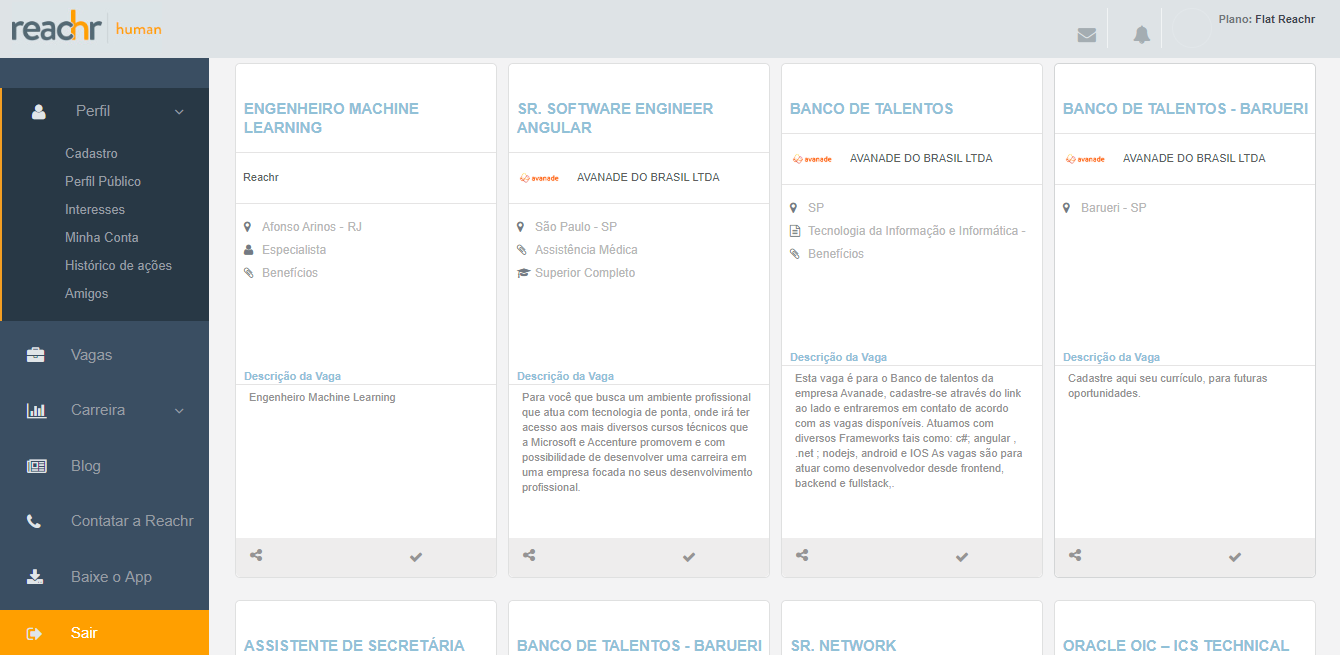 reachr human
Plano: Flat Reachr
Perfil
Cadastro
Perfil Público
Interesses
Minha Conta
Histórico de ações
Amigos
Vagas
Carreira
Blog
Contatar a Reachr
Baixe o App
Sair
ENGENHEIRO MACHINE
LEARNING
Reachr
Afonso Arinos - RJ
Especialista
Benefícios
Descrição da Vaga
Engenheiro Machine Learning
SR. SOFTWARE ENGINEER
ANGULAR
avanade AVANADE DO BRASIL LTDA
São Paulo - SP
Assistência Médica
Superior Completo
Descrição da Vaga
Para você que busca um ambiente profissional
que atua com tecnologia de ponta, onde irá ter
acesso aos mais diversos cursos técnicos que
a Microsoft e Accenture promovem e com
possibilidade de desenvolver uma carreira em
uma empresa focada no seus desenvolvimento
profissional.
BANCO DE TALENTOS
avanade AVANADE DO BRASIL LTDA
SP
Tecnologia da Informação e Informática -
Benefícios
Descrição da Vaga
Esta vaga é para o Banco de talentos da
empresa Avanade, cadastre-se através do link
ao lado e entraremos em contato de acordo
com as vagas disponíveis. Atuamos com
diversos Frameworks tais como: c#; angular ,
.net ; nodejs, android e IOS As vagas são para
atuar como desenvolvedor desde frontend,
backend e fullstack,.
BANCO DE TALENTOS - BARUERI
avanade AVANADE DO BRASIL LTDA
Barueri - SP
Descrição da Vaga
Cadastre aqui seu currículo, para futuras
oportunidades.
ASSISTENTE DE SECRETÁRIA
BANCO DE TALENTOS - BARUERI
SR. NETWORK
ORACLE OIC – ICS TECHNICAL